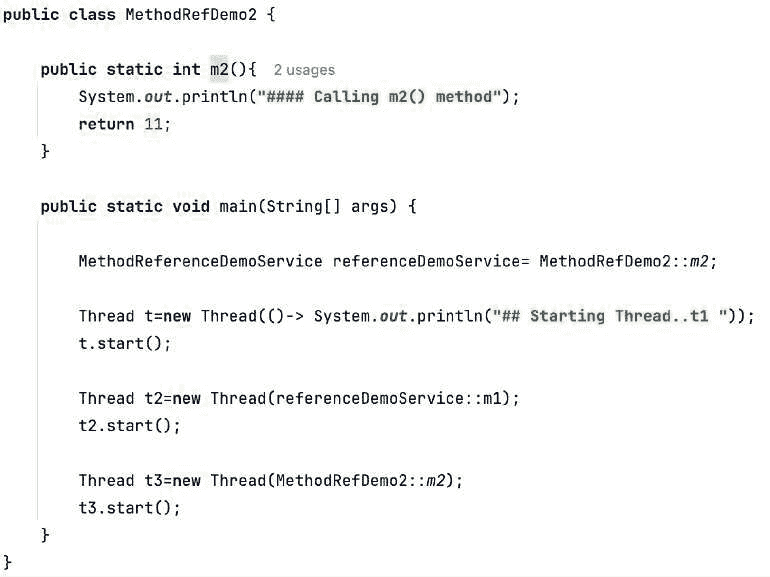 public class MethodRefDemo2 {
public static int m2(){ 2 usages
System.out.println("#### Calling m2() method");
return 11;
}
public static void main(String[] args) {
MethodReferenceDemoService referenceDemoService= MethodRefDemo2::m2;
Thread t=new Thread(()-> System.out.println("## Starting Thread..t1 "));
t.start();
Thread t2=new Thread(referenceDemoService::m1);
t2.start();
Thread t3=new Thread(MethodRefDemo2::m2);
t3.start();
}
}